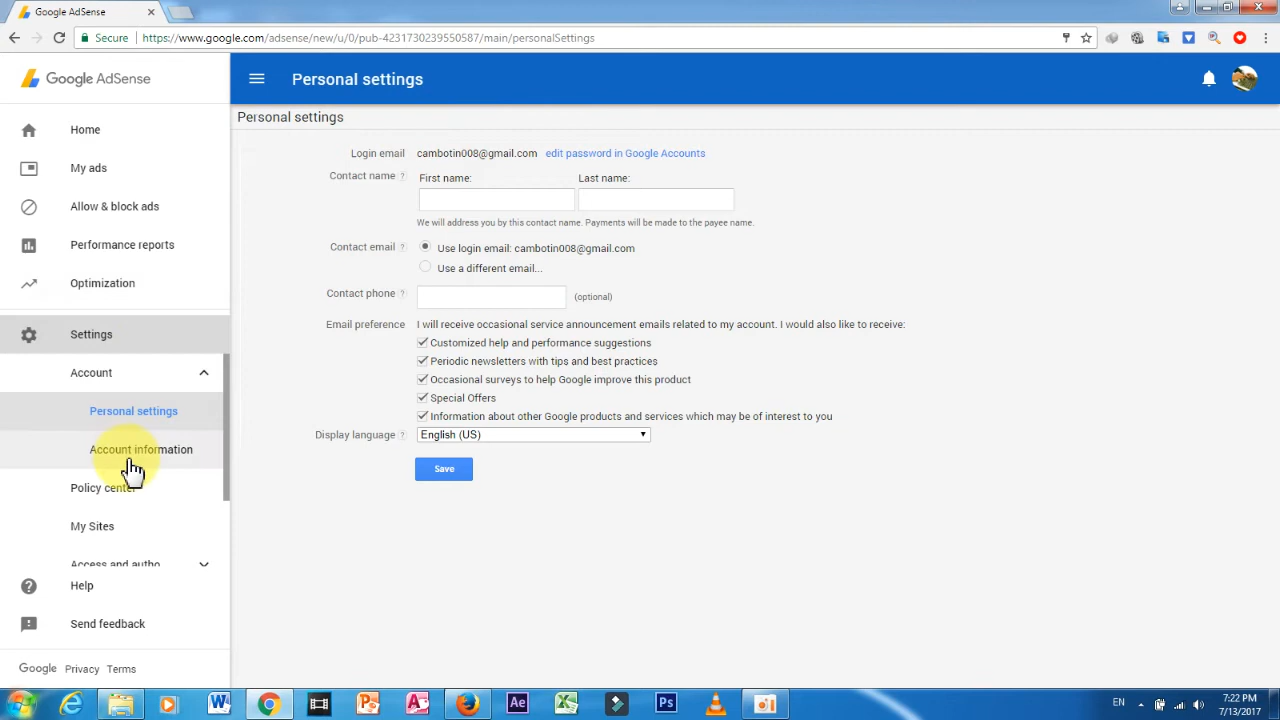 Google AdSense
Secure https://www.google.com/adsense/new/u/0/pub-4231730239550587/main/personalSettings
Google AdSense
Personal settings
Home
My ads
Allow & block ads
Performance reports
Optimization
Settings
Account
Personal settings
Account information
Policy center
My Sites
Access and autho
Help
Send feedback
Google Privacy Terms
Personal settings
Login email cambotin008@gmail.com edit password in Google Accounts
Contact name ? First name: Last name:
We will address you by this contact name. Payments will be made to the payee name.
Contact email ? Use login email: cambotin008@gmail.com
Use a different email...
Contact phone ? (optional)
Email preference I will receive occasional service announcement emails related to my account. I would also like to receive:
Customized help and performance suggestions
Periodic newsletters with tips and best practices
Occasional surveys to help Google improve this product
Special Offers
Information about other Google products and services which may be of interest to you
Display language ? English (US)
Save
EN
7:22 PM
7/13/2017